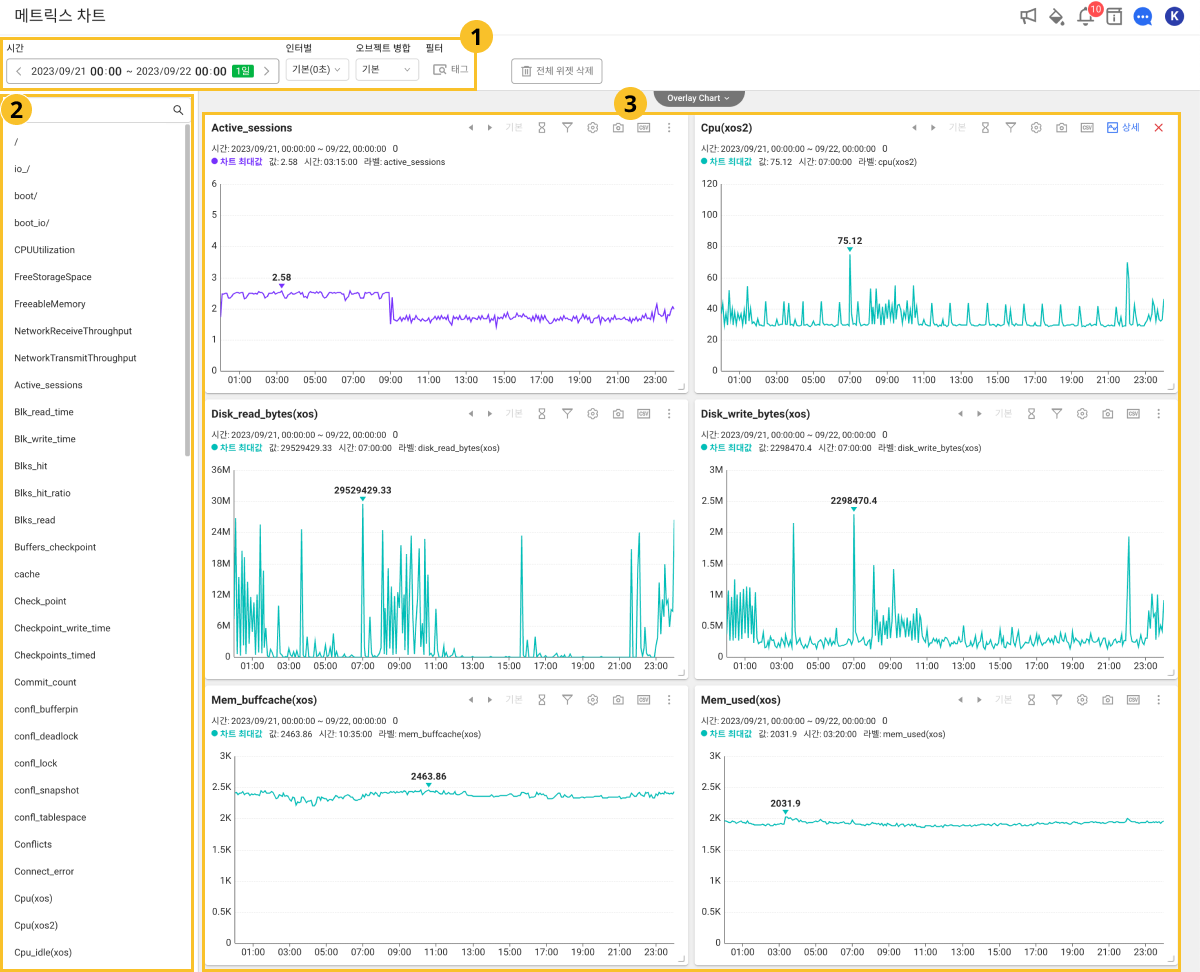 메트릭스 차트
10
K
1
시간
인터벌
오브젝트 병합
필터
2023/09/21 00:00 ~ 2023/09/22 00:00 1일
기본(0초)
기본
태그
전체 위젯 삭제
2
/
io_/
boot/
boot_io/
CPUUtilization
FreeStorageSpace
FreeableMemory
NetworkReceiveThroughput
NetworkTransmitThroughput
Active_sessions
Blk_read_time
Blk_write_time
Blks_hit
Blks_hit_ratio
Blks_read
Buffers_checkpoint
cache
Check_point
Checkpoint_write_time
Checkpoints_timed
Commit_count
confl_bufferpin
confl_deadlock
confl_lock
confl_snapshot
confl_tablespace
Conflicts
Connect_error
Cpu(xos)
Cpu(xos2)
Cpu_idle(xos)
3
Overlay Chart
Active_sessions
기본
CSV
시간: 2023/09/21, 00:00:00 ~ 09/22, 00:00:00 0
차트 최대값 값: 2.58 시간: 03:15:00 라벨: active_sessions
6
5
4
3
2
1
0
2.58
01:00 03:00 05:00 07:00 09:00 11:00 13:00 15:00 17:00 19:00 21:00 23:00
Cpu(xos2)
기본
CSV
상세
시간: 2023/09/21, 00:00:00 ~ 09/22, 00:00:00 0
차트 최대값 값: 75.12 시간: 07:00:00 라벨: cpu(xos2)
120
100
80
60
40
20
0
75.12
01:00 03:00 05:00 07:00 09:00 11:00 13:00 15:00 17:00 19:00 21:00 23:00
Disk_read_bytes(xos)
기본
CSV
시간: 2023/09/21, 00:00:00 ~ 09/22, 00:00:00 0
차트 최대값 값: 29529429.33 시간: 07:00:00 라벨: disk_read_bytes(xos)
36M
30M
24M
18M
12M
6M
0
29529429.33
01:00 03:00 05:00 07:00 09:00 11:00 13:00 15:00 17:00 19:00 21:00 23:00
Disk_write_bytes(xos)
기본
CSV
시간: 2023/09/21, 00:00:00 ~ 09/22, 00:00:00 0
차트 최대값 값: 2298470.4 시간: 07:00:00 라벨: disk_write_bytes(xos)
3M
2.5M
2M
1.5M
1M
0.5M
0
2298470.4
01:00 03:00 05:00 07:00 09:00 11:00 13:00 15:00 17:00 19:00 21:00 23:00
Mem_buffcache(xos)
기본
CSV
시간: 2023/09/21, 00:00:00 ~ 09/22, 00:00:00 0
차트 최대값 값: 2463.86 시간: 10:35:00 라벨: mem_buffcache(xos)
3K
2.5K
2K
1.5K
1K
0.5K
0
2463.86
01:00 03:00 05:00 07:00 09:00 11:00 13:00 15:00 17:00 19:00 21:00 23:00
Mem_used(xos)
기본
CSV
시간: 2023/09/21, 00:00:00 ~ 09/22, 00:00:00 0
차트 최대값 값: 2031.9 시간: 03:20:00 라벨: mem_used(xos)
3K
2.5K
2K
1.5K
1K
0.5K
0
2031.9
01:00 03:00 05:00 07:00 09:00 11:00 13:00 15:00 17:00 19:00 21:00 23:00